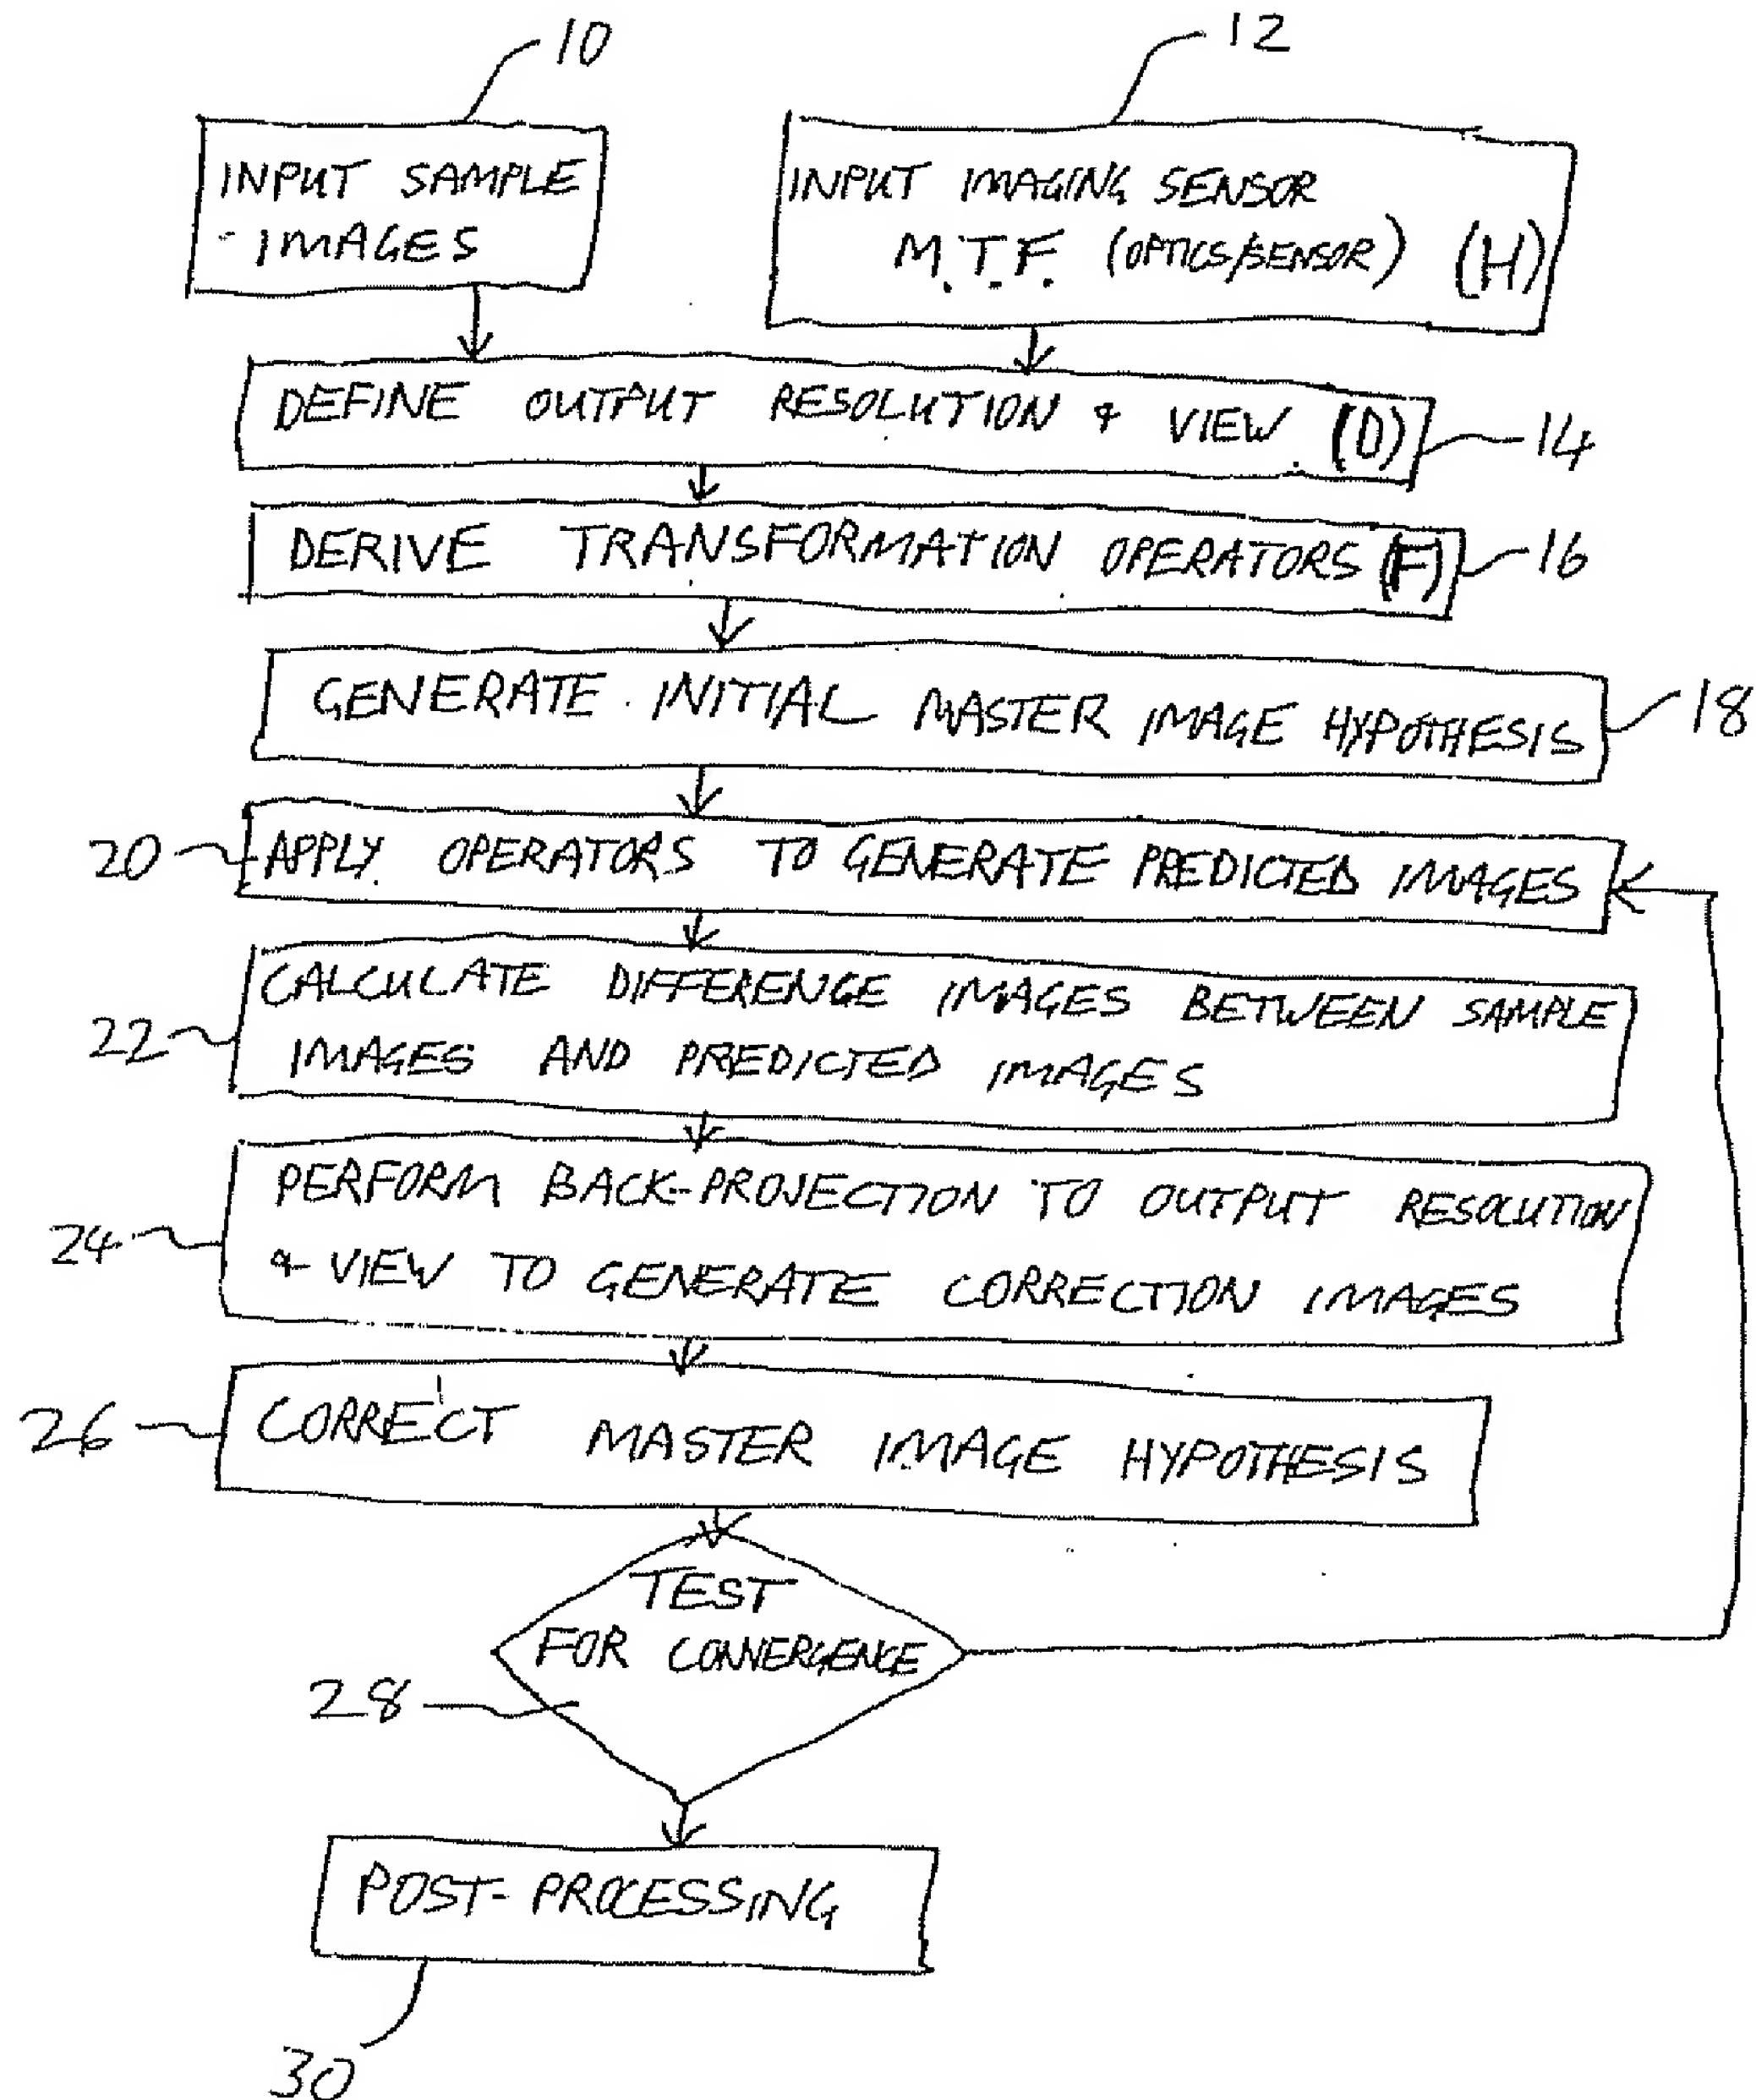 10
12
INPUT SAMPLE
IMAGES
INPUT IMAGING SENSOR
M.T.F. (OPTICS/SENSOR) (H)
DEFINE OUTPUT RESOLUTION & VIEW (D)
14
DERIVE TRANSFORMATION OPERATORS (F)
16
GENERATE INITIAL MASTER IMAGE HYPOTHESIS
18
20
APPLY OPERATORS TO GENERATE PREDICTED IMAGES
CALCULATE DIFFERENCE IMAGES BETWEEN SAMPLE
22
IMAGES AND PREDICTED IMAGES
PERFORM BACK-PROJECTION TO OUTPUT RESOLUTION
24
& VIEW TO GENERATE CORRECTION IMAGES
26
CORRECT MASTER IMAGE HYPOTHESIS
TEST
FOR CONVERGENCE
28
POST-PROCESSING
30